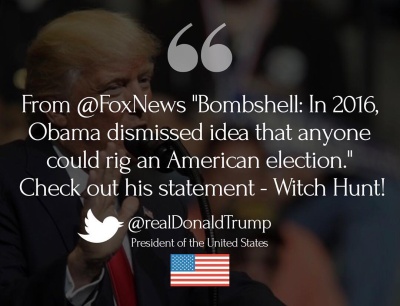 From @FoxNews "Bombshell: In 2016,
Obama dismissed idea that anyone
could rig an American election."
Check out his statement - Witch Hunt!
@realDonaldTrump
President of the United States